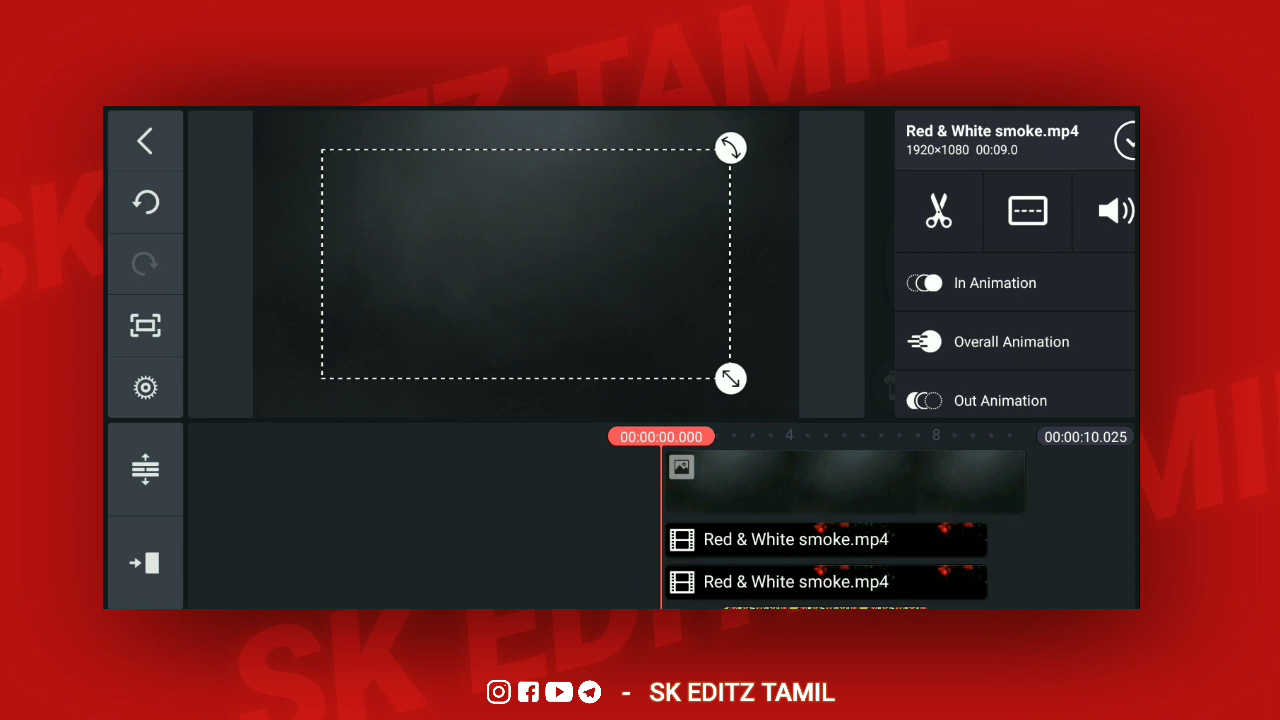 SK EDITZ TAMIL
Red & White smoke.mp4
1920×1080 00:09.0
In Animation
Overall Animation
Out Animation
00:00:00.000
4
8
00:00:10.025
Red & White smoke.mp4
Red & White smoke.mp4
SK EDITZ TAMIL
- SK EDITZ TAMIL